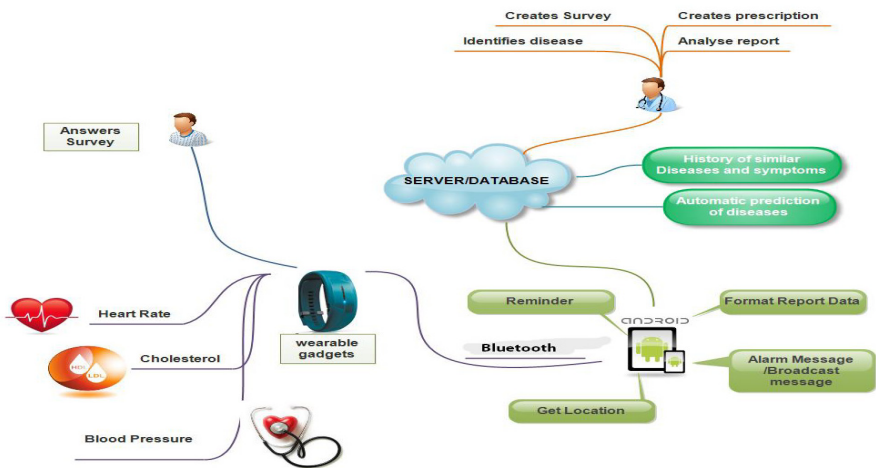 Creates Survey
Creates prescription
Identifies disease
Analyse report
Answers
Survey
SERVER/DATABASE
History of similar
Diseases and symptoms
Automatic prediction
of diseases
Reminder
ANDROID
Format Report Data
Heart Rate
wearable
gadgets
Bluetooth
Cholesterol
HDL
LDL
Alarm Message
/Broadcast
message
Get Location
Blood Pressure